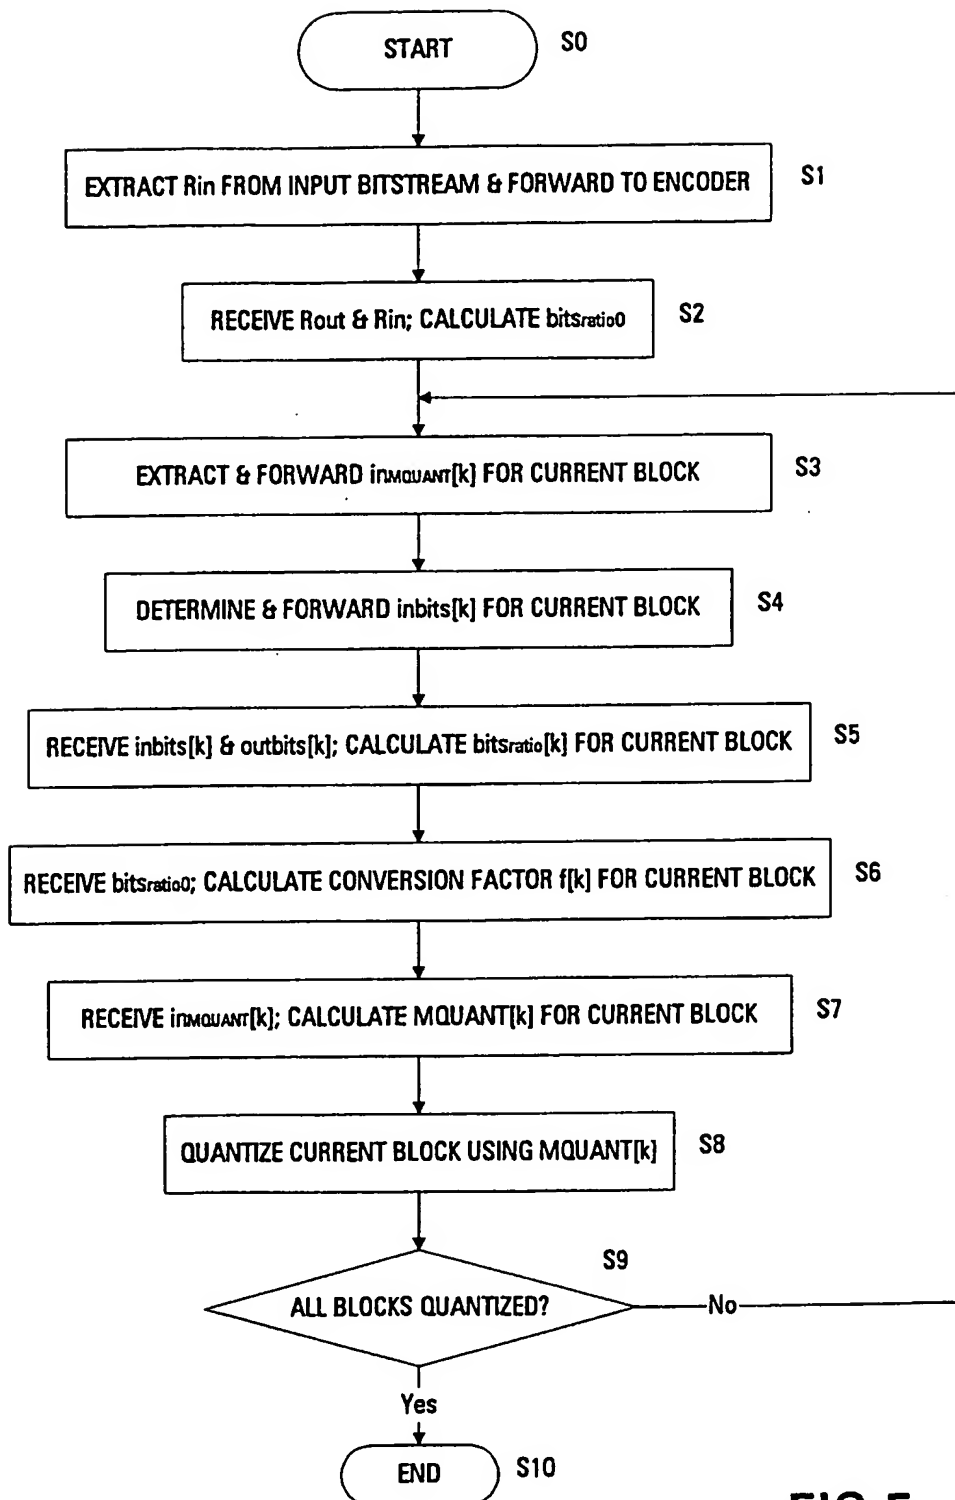 START S0
EXTRACT Rin FROM INPUT BITSTREAM & FORWARD TO ENCODER S1
RECEIVE Rout & Rin; CALCULATE bitsratio0 S2
EXTRACT & FORWARD inMQUANT[k] FOR CURRENT BLOCK S3
DETERMINE & FORWARD inbits[k] FOR CURRENT BLOCK S4
RECEIVE inbits[k] & outbits[k]; CALCULATE bitsratio[k] FOR CURRENT BLOCK S5
RECEIVE bitsratio0; CALCULATE CONVERSION FACTOR f[k] FOR CURRENT BLOCK S6
RECEIVE inMQUANT[k]; CALCULATE MQUANT[k] FOR CURRENT BLOCK S7
QUANTIZE CURRENT BLOCK USING MQUANT[k] S8
S9
ALL BLOCKS QUANTIZED? No
Yes
END S10